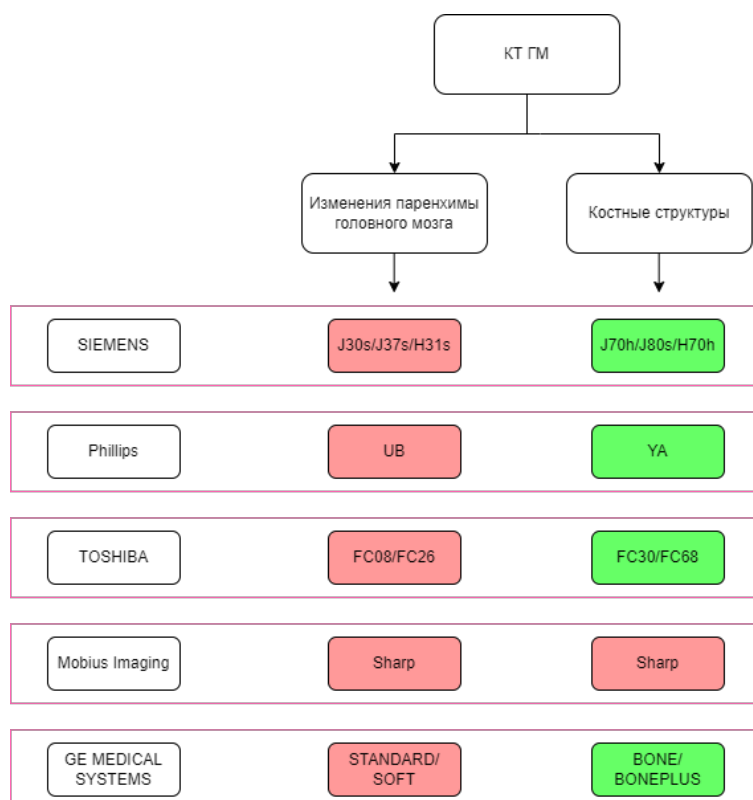 КТ ГМ
Изменения паренхимы
головного мозга
Костные структуры
SIEMENS
J30s/J37s/H31s
J70h/J80s/H70h
Phillips
UB
YA
TOSHIBA
FC08/FC26
FC30/FC68
Mobius Imaging
Sharp
Sharp
GE MEDICAL
SYSTEMS
STANDARD/
SOFT
BONE/
BONEPLUS